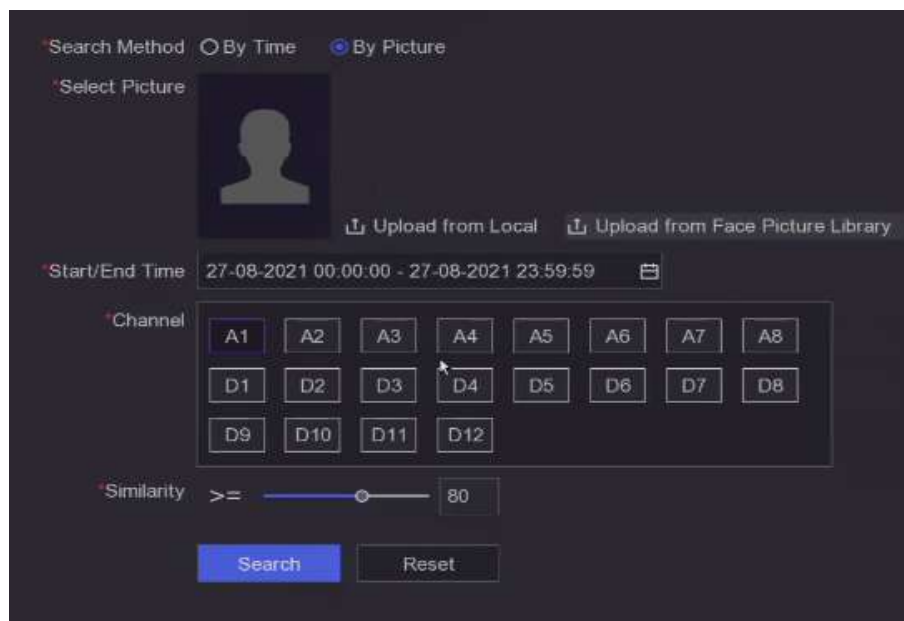 *Search Method By Time By Picture
*Select Picture
Upload from Local Upload from Face Picture Library
*Start/End Time 27-08-2021 00:00:00 - 27-08-2021 23:59:59
*Channel
A1 A2 A3 A4 A5 A6 A7 A8
D1 D2 D3 D4 D5 D6 D7 D8
D9 D10 D11 D12
*Similarity >= 80
Search Reset